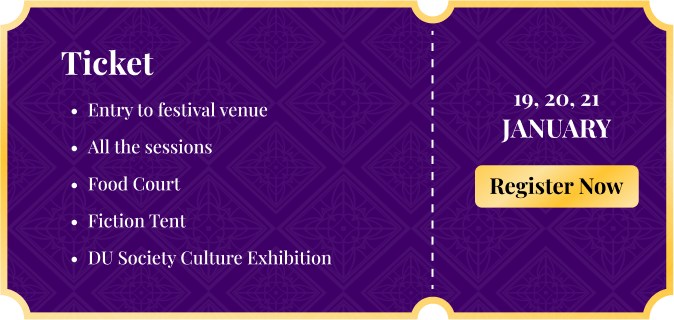 Ticket
• Entry to festival venue
• All the sessions
• Food Court
• Fiction Tent
• DU Society Culture Exhibition
19, 20, 21
JANUARY
Register Now